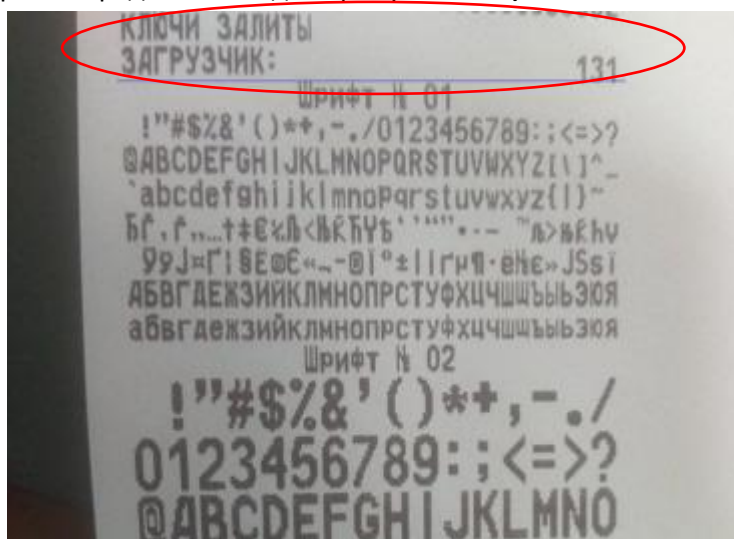 КЛЮЧИ ЗАЛИТЫ
ЗАГРУЗЧИК: 131
Шрифт № 01
!"#$%&'()*+,-./0123456789:;<=>?
@ABCDEFGHIJKLMNOPQRSTUVWXYZ[\]^_
`abcdefghijklmnopqrstuvwxyz{|}~
АБВГДЕЖЗИЙКЛМНОПРСТУФХЦЧШЩЪЫЬЭЮЯ
абвгдежзийклмнопрстуфхцчшщъыьэюя
Шрифт № 02
!"#$%&'()*+,-./
0123456789:;<=>?
@ABCDEFGHIJKLMNO